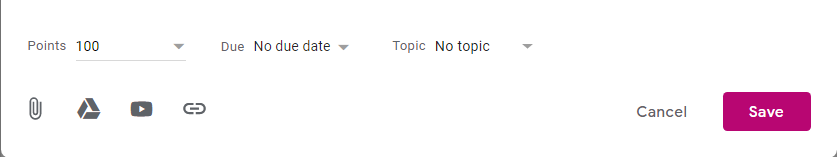 Points 100 Due No due date Topic No topic
Cancel Save